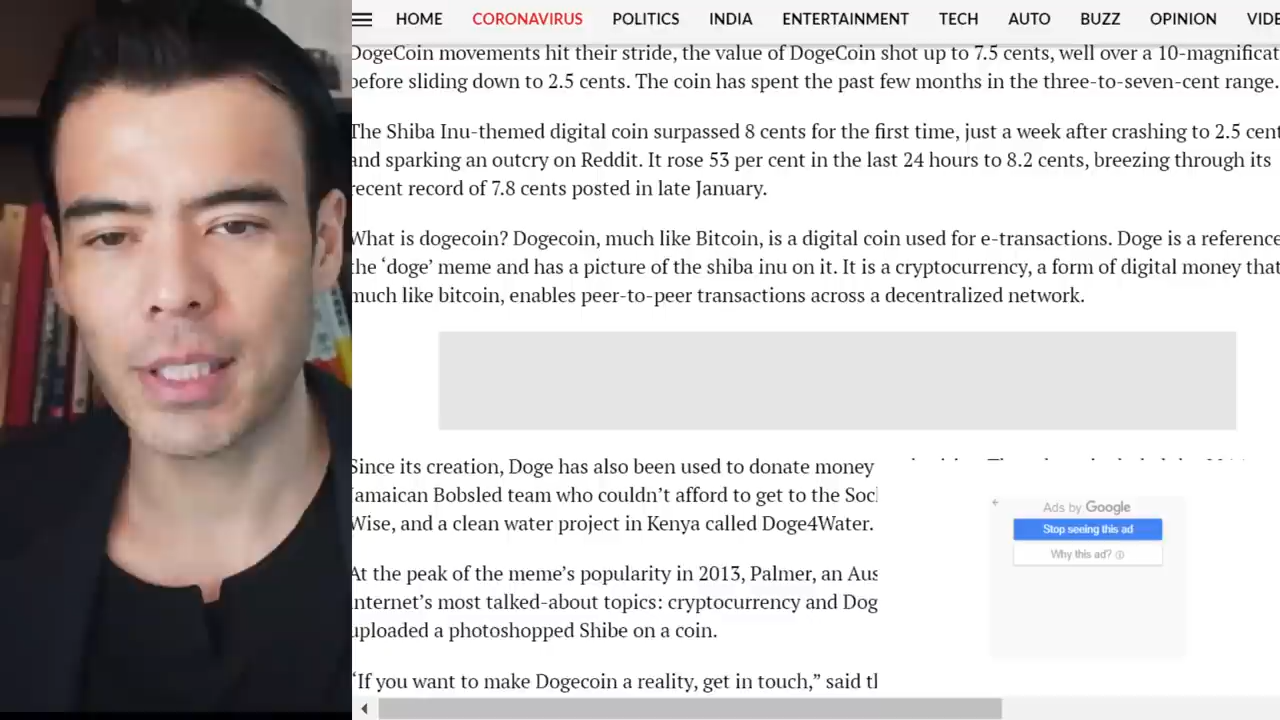 HOME CORONAVIRUS POLITICS INDIA ENTERTAINMENT TECH AUTO BUZZ OPINION
DogeCoin movements hit their stride, the value of DogeCoin shot up to 7.5 cents, well over a
before sliding down to 2.5 cents. The coin has spent the past few months in the three-to-seven-cent range.
The Shiba Inu-themed digital coin surpassed 8 cents for the first time, just a week after crashing to 2.5
and sparking an outcry on Reddit. It rose 53 per cent in the last 24 hours to 8.2 cents, breezing through its
recent record of 7.8 cents posted in late January.
What is dogecoin? Dogecoin, much like Bitcoin, is a digital coin used for e-transactions. Doge is a reference
the ‘doge’ meme and has a picture of the shiba inu on it. It is a cryptocurrency, a form of digital money that
much like bitcoin, enables peer-to-peer transactions across a decentralized network.
Since its creation, Doge has also been used to donate money
Jamaican Bobsled team who couldn’t afford to get to the
Wise, and a clean water project in Kenya called Doge4Water.
Ads by Google
Stop seeing this ad
Why this ad?
At the peak of the meme’s popularity in 2013, Palmer, an
internet’s most talked-about topics: cryptocurrency and
uploaded a photoshopped Shibe on a coin.
“If you want to make Dogecoin a reality, get in touch,” said